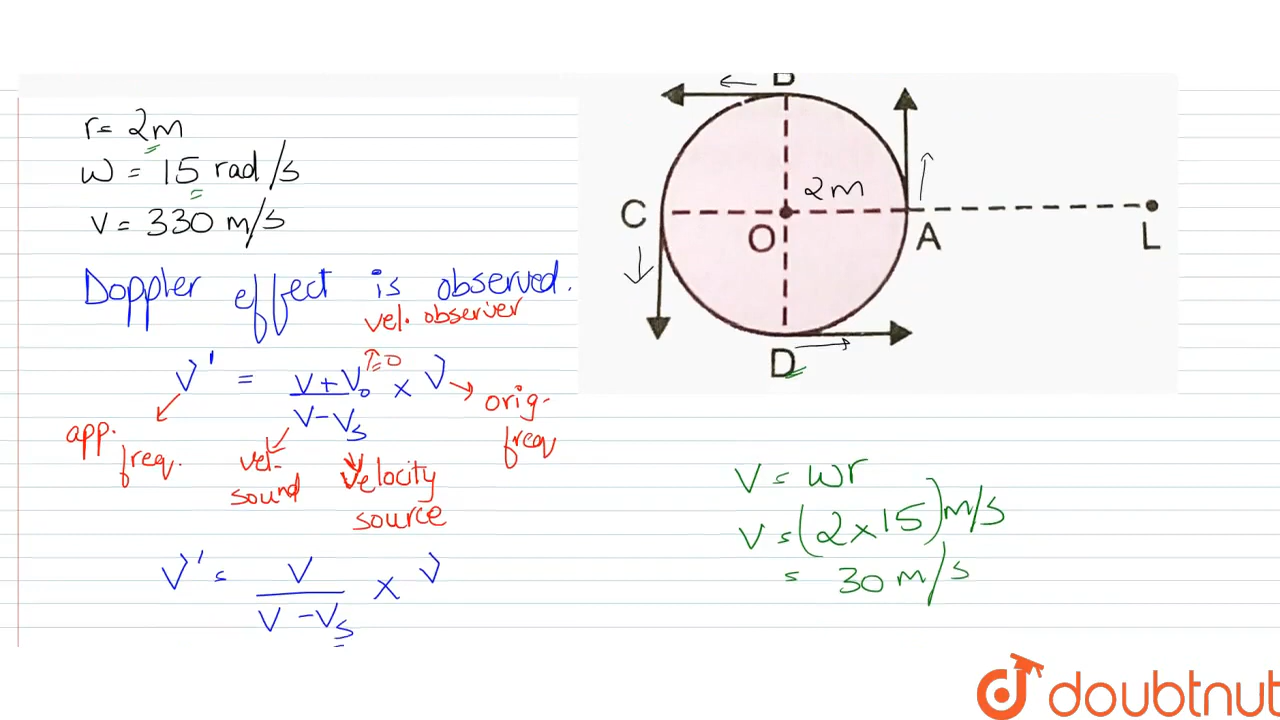 r= 2m
ω = 15 rad/s
v = 330 m/s
Doppler effect is observed.
vel. observer
↑=0
ν' = V+V₀/V-Vs × ν
app. freq.
vel. sound
Velocity source
orig. freq
ν' = V/V-Vs × ν
B
2m
C
O
A
L
D
V = ωr
V = (2×15) m/s
= 30 m/s
doubtnut